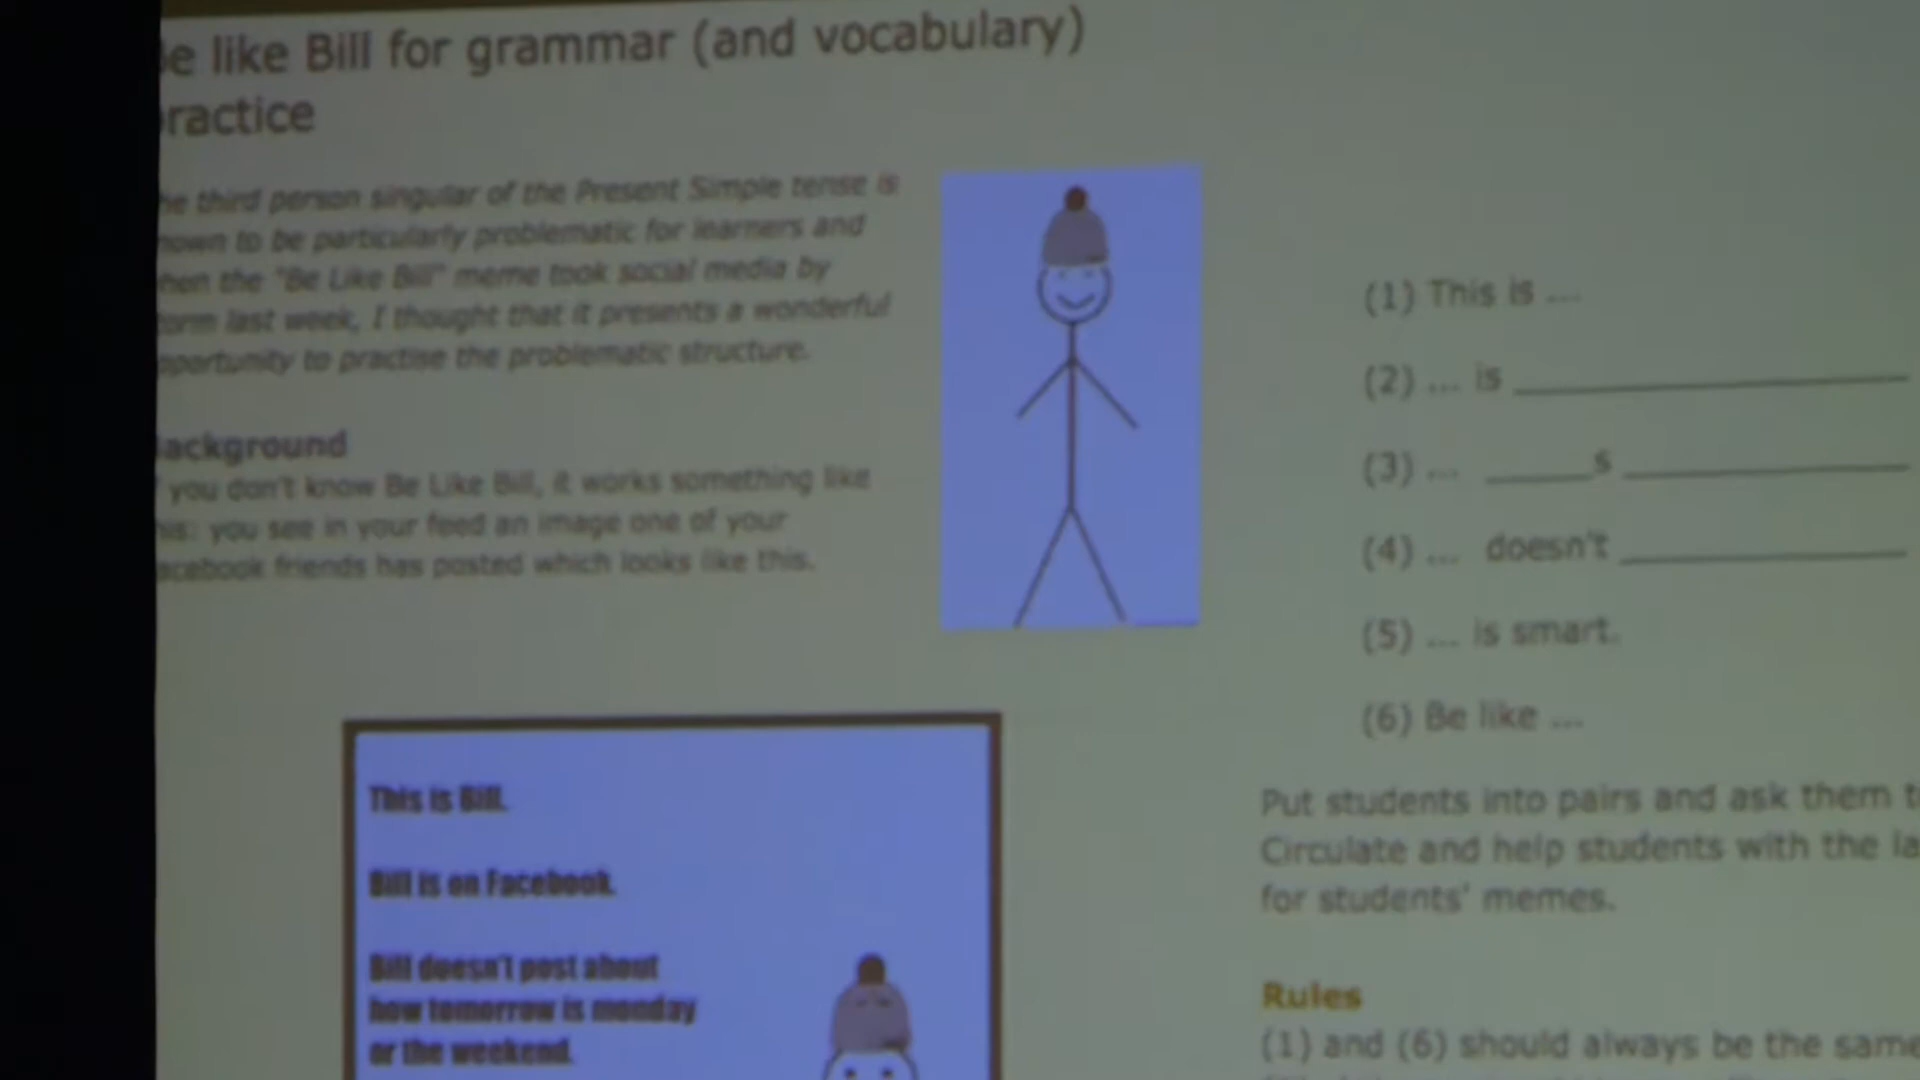 e like Bill for grammar (and vocabulary)
ractice
he third person singular of the Present Simple tense is
nown to be particularly problematic for learners and
hen the "Be Like Bill" meme took social media by
orm last week, I thought that it presents a wonderful
pportunity to practise the problematic structure.
ackground
you don't know Be Like Bill, it works something like
his: you see in your feed an image one of your
acebook friends has posted which looks like this.
This is Bill.
Bill is on Facebook.
Bill doesn't post about
how tomorrow is monday
or the weekend.
(1) This is ...
(2) ... is ____________
(3) ... _____s ____________
(4) ... doesn't ____________
(5) ... is smart.
(6) Be like ...
Put students into pairs and ask them t
Circulate and help students with the la
for students' memes.
Rules
(1) and (6) should always be the same